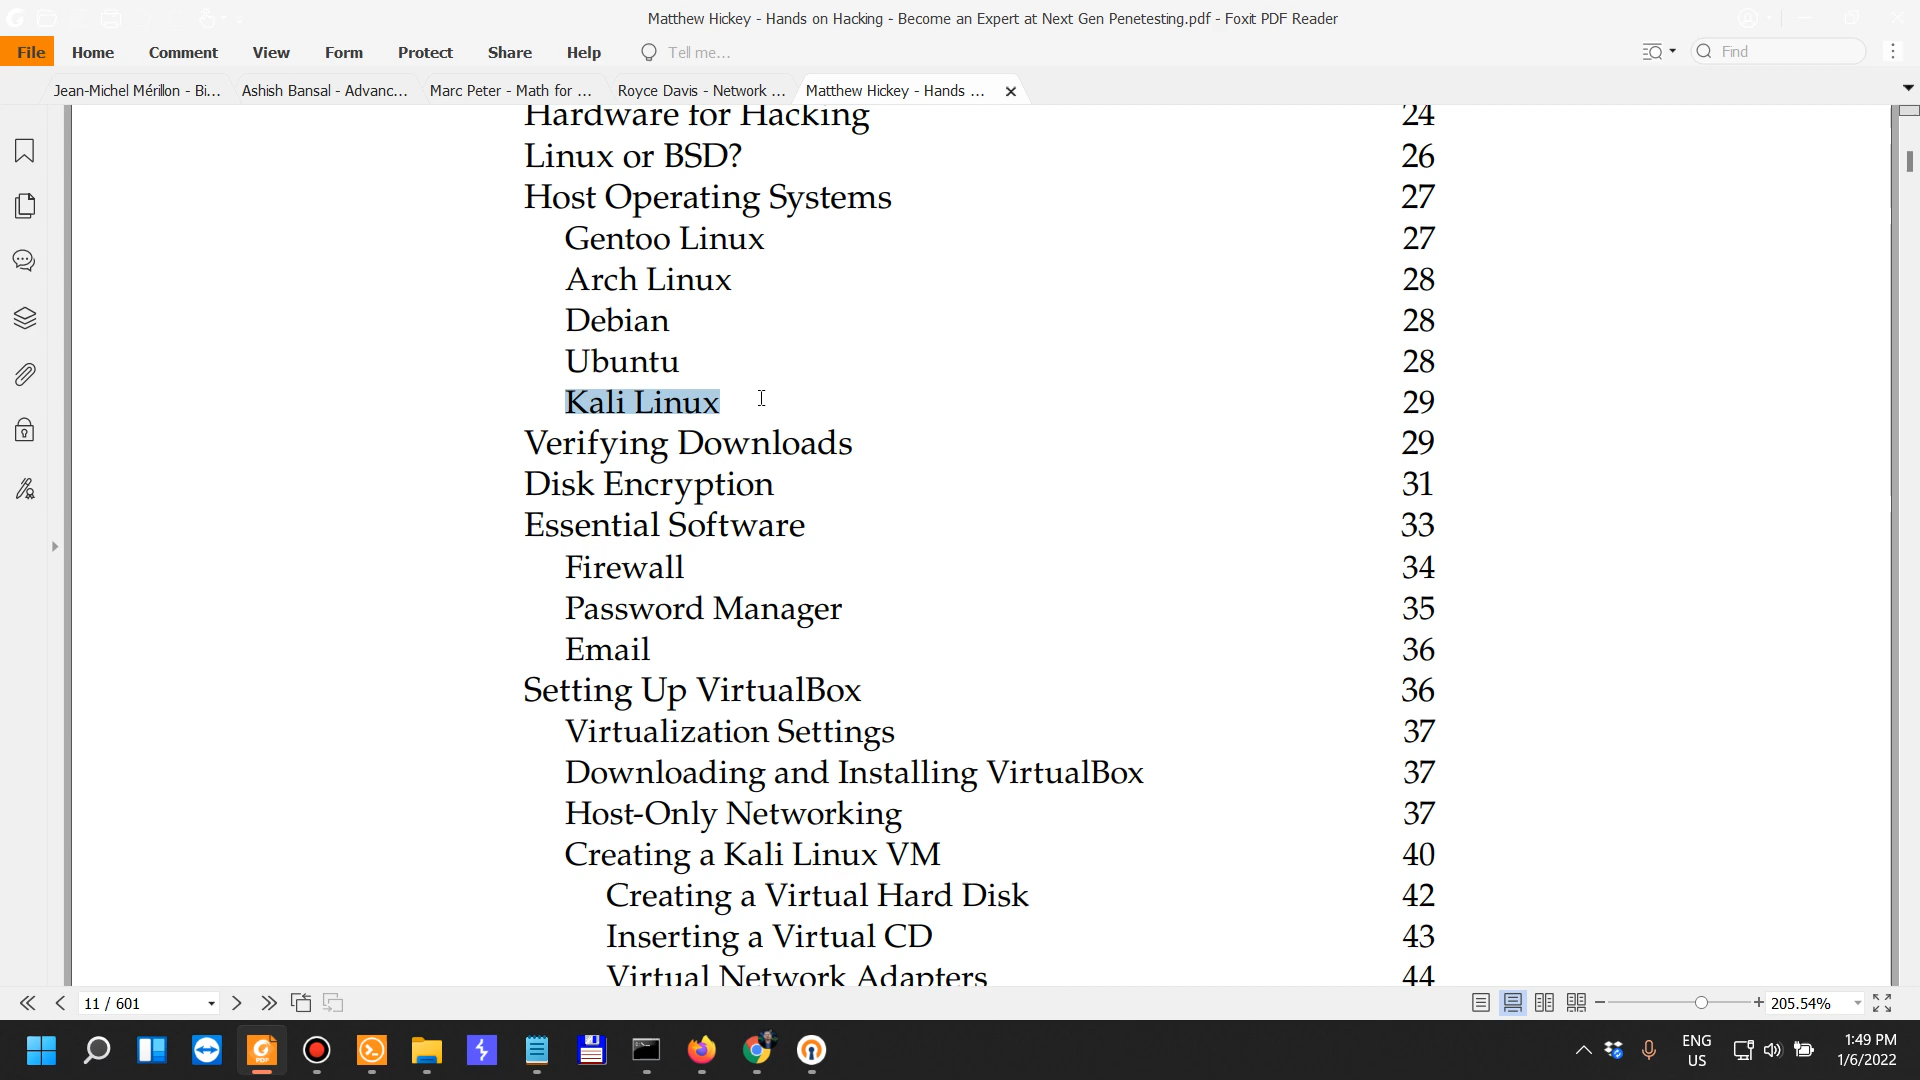 Matthew Hickey - Hands on Hacking - Become an Expert at Next Gen Penetesting.pdf - Foxit PDF Reader
File Home Comment View Form Protect Share Help Tell me... Find
Jean-Michel Mérillon - Bi... Ashish Bansal - Advanc... Marc Peter - Math for ... Royce Davis - Network ... Matthew Hickey - Hands ...
Hardware for Hacking 24
Linux or BSD? 26
Host Operating Systems 27
Gentoo Linux 27
Arch Linux 28
Debian 28
Ubuntu 28
Kali Linux 29
Verifying Downloads 29
Disk Encryption 31
Essential Software 33
Firewall 34
Password Manager 35
Email 36
Setting Up VirtualBox 36
Virtualization Settings 37
Downloading and Installing VirtualBox 37
Host-Only Networking 37
Creating a Kali Linux VM 40
Creating a Virtual Hard Disk 42
Inserting a Virtual CD 43
Virtual Network Adapters 44
11 / 601 205.54%
ENG 1:49 PM
US 1/6/2022